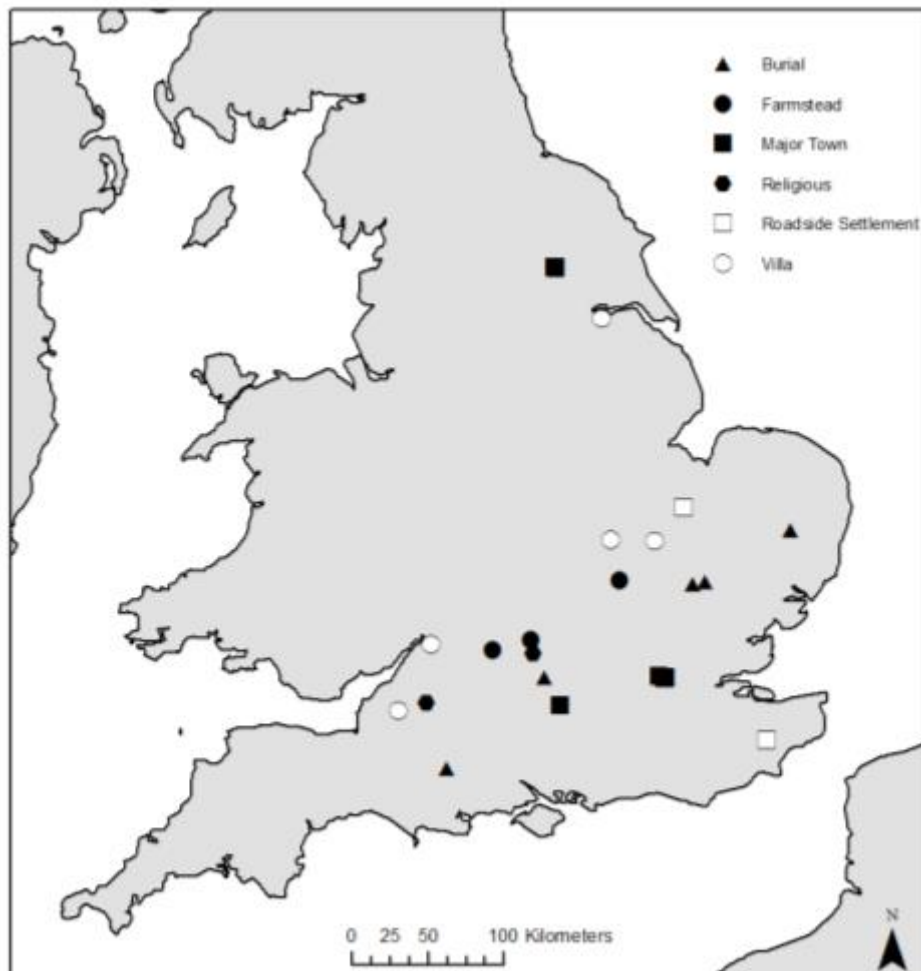 Burial
Farmstead
Major Town
Religious
Roadside Settlement
Villa
N
0 25 50 100 Kilometers